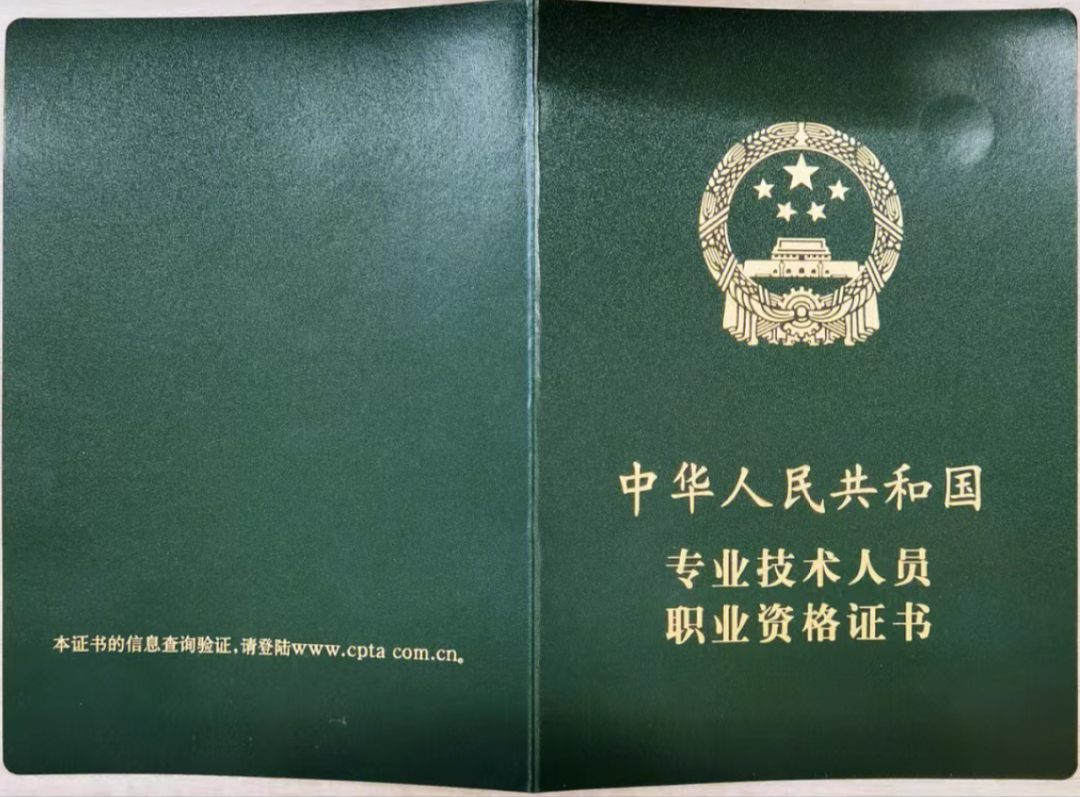 中华人民共和国
专业技术人员
职业资格证书
本证书的信息查询验证,请登陆www.cpta com.cn。